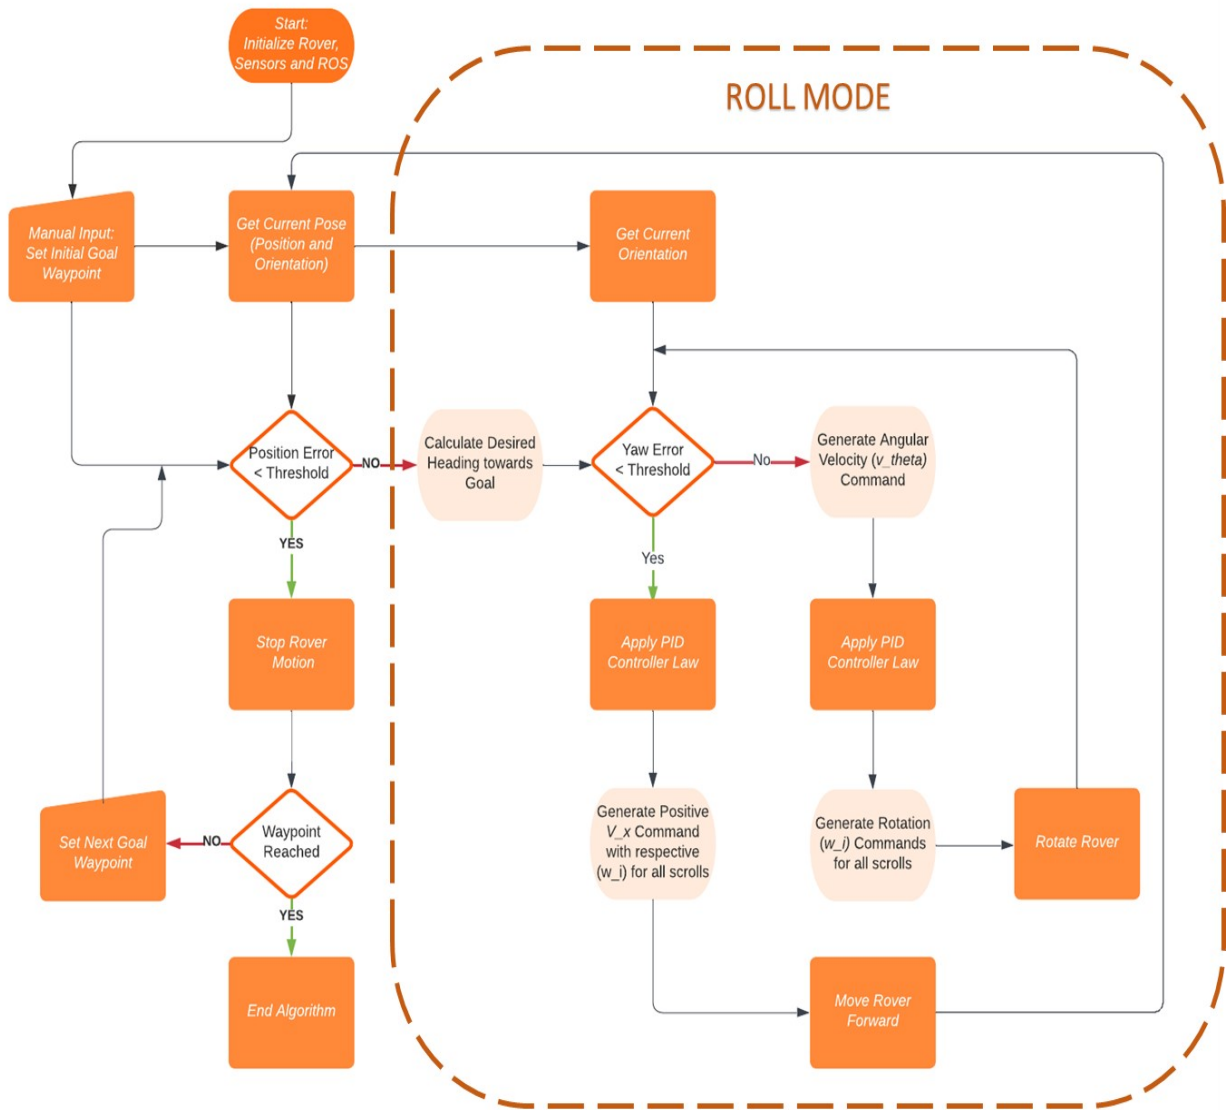 Start:
Initialize Rover,
Sensors and ROS
ROLL MODE
Manual Input:
Set Initial Goal
Waypoint
Get Current Pose
(Position and
Orientation)
Get Current
Orientation
Position Error
< Threshold
NO
Calculate Desired
Heading towards
Goal
Yaw Error
< Threshold
No
Generate Angular
Velocity (v_theta)
Command
YES
Yes
Stop Rover
Motion
Apply PID
Controller Law
Apply PID
Controller Law
Set Next Goal
Waypoint
NO
Waypoint
Reached
Generate Positive
V_x Command
with respective
(w_i) for all scrolls
Generate Rotation
(w_i) Commands
for all scrolls
Rotate Rover
YES
End Algorithm
Move Rover
Forward